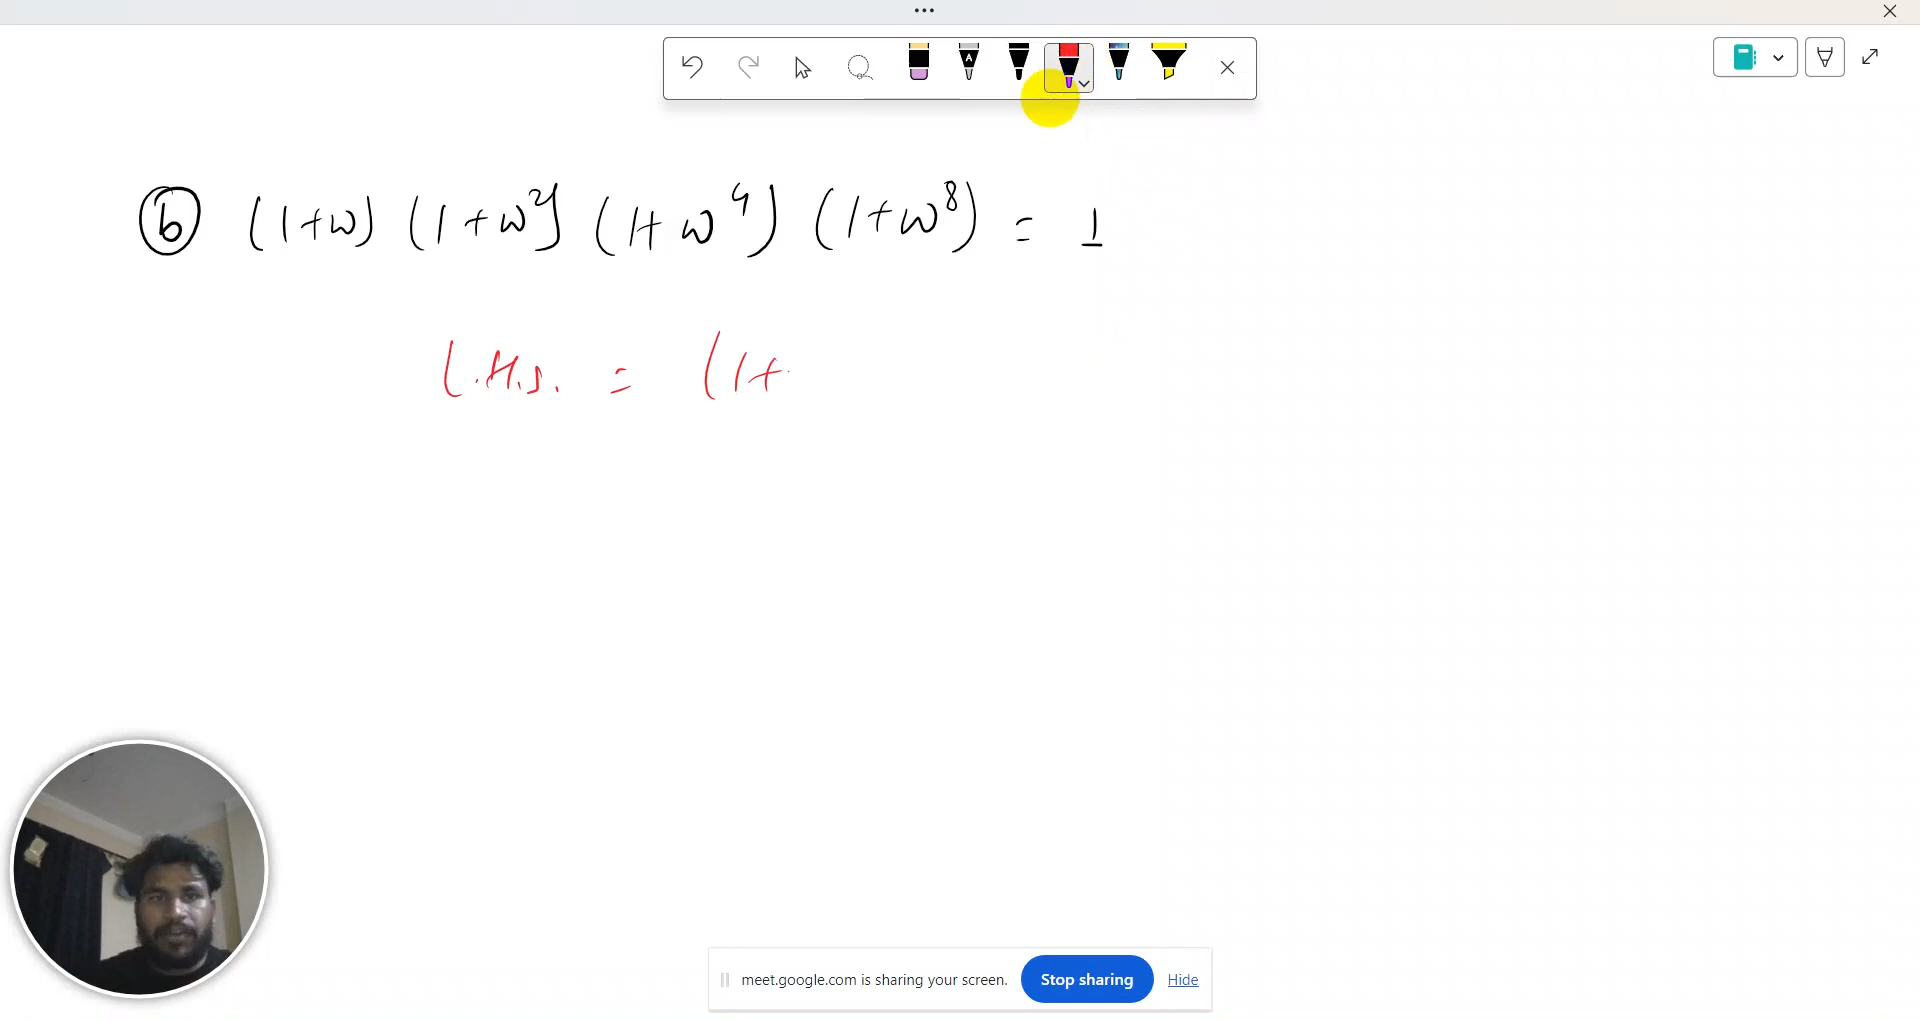 ⓑ (1+ω) (1+ω²) (1+ω⁴) (1+ω⁸) = 1
L.H.S. = (1+
meet.google.com is sharing your screen. Stop sharing Hide